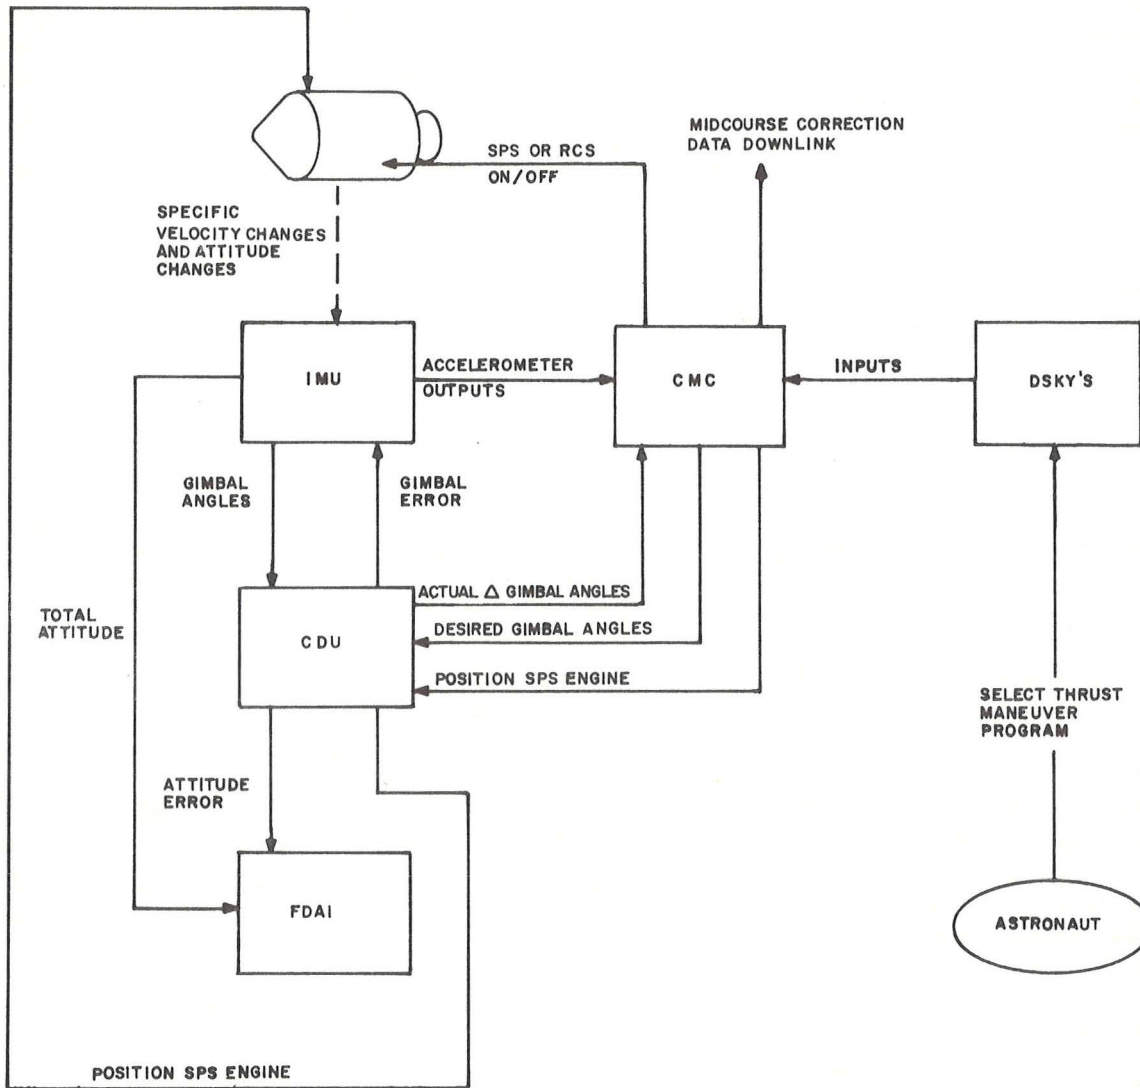 MIDCOURSE CORRECTION
DATA DOWNLINK
SPS OR RCS
ON/OFF
SPECIFIC
VELOCITY CHANGES
AND ATTITUDE
CHANGES
IMU
ACCELEROMETER
OUTPUTS
CMC
INPUTS
DSKY'S
GIMBAL
ANGLES
GIMBAL
ERROR
TOTAL
ATTITUDE
CDU
ACTUAL Δ GIMBAL ANGLES
DESIRED GIMBAL ANGLES
POSITION SPS ENGINE
SELECT THRUST
MANEUVER
PROGRAM
ATTITUDE
ERROR
FDAI
ASTRONAUT
POSITION SPS ENGINE